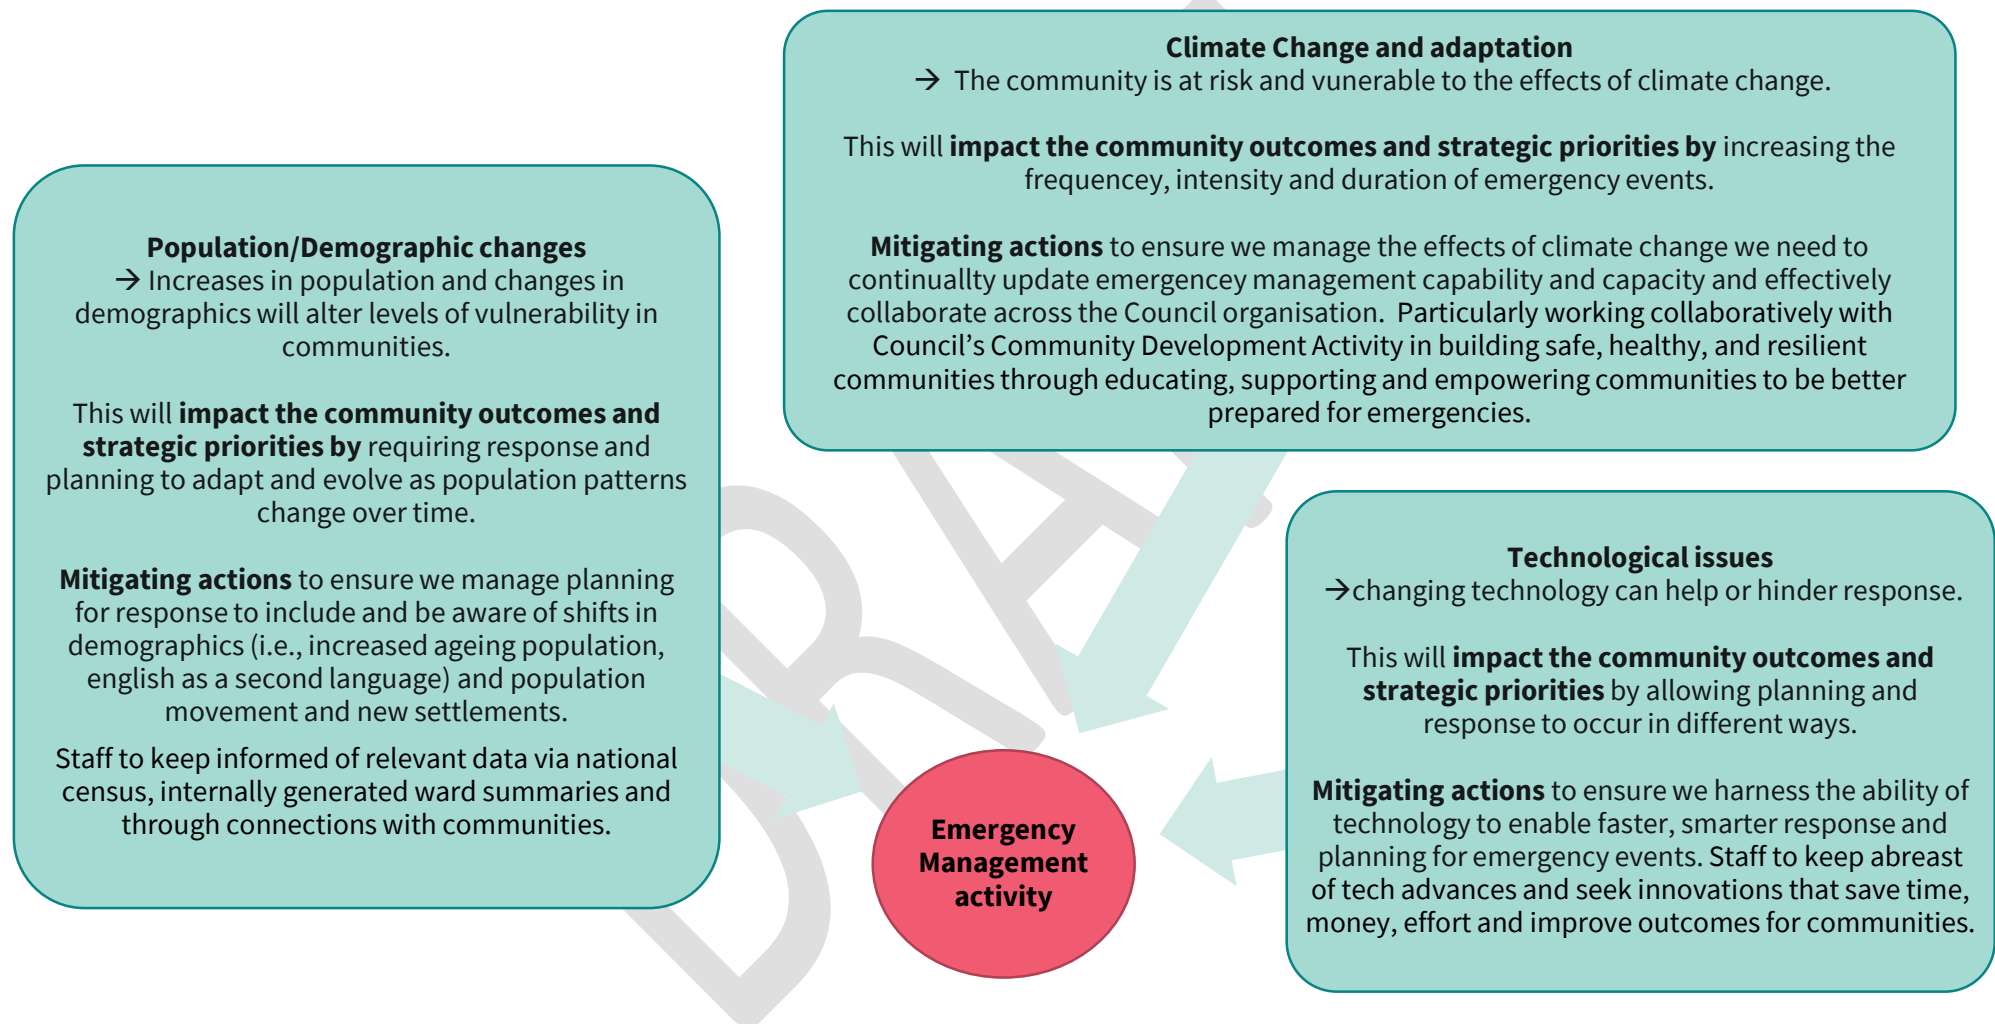 Climate Change and adaptation
→ The community is at risk and vunerable to the effects of climate change.
This will impact the community outcomes and strategic priorities by increasing the
frequencey, intensity and duration of emergency events.
Mitigating actions to ensure we manage the effects of climate change we need to
continuallty update emergencey management capability and capacity and effectively
collaborate across the Council organisation. Particularly working collaboratively with
Council’s Community Development Activity in building safe, healthy, and resilient
communities through educating, supporting and empowering communities to be better
prepared for emergencies.
Population/Demographic changes
→ Increases in population and changes in
demographics will alter levels of vulnerability in
communities.
This will impact the community outcomes and
strategic priorities by requiring response and
planning to adapt and evolve as population patterns
change over time.
Mitigating actions to ensure we manage planning
for response to include and be aware of shifts in
demographics (i.e., increased ageing population,
english as a second language) and population
movement and new settlements.
Staff to keep informed of relevant data via national
census, internally generated ward summaries and
through connections with communities.
Technological issues
→changing technology can help or hinder response.
This will impact the community outcomes and
strategic priorities by allowing planning and
response to occur in different ways.
Mitigating actions to ensure we harness the ability of
technology to enable faster, smarter response and
planning for emergency events. Staff to keep abreast
of tech advances and seek innovations that save time,
money, effort and improve outcomes for communities.
Emergency
Management
activity